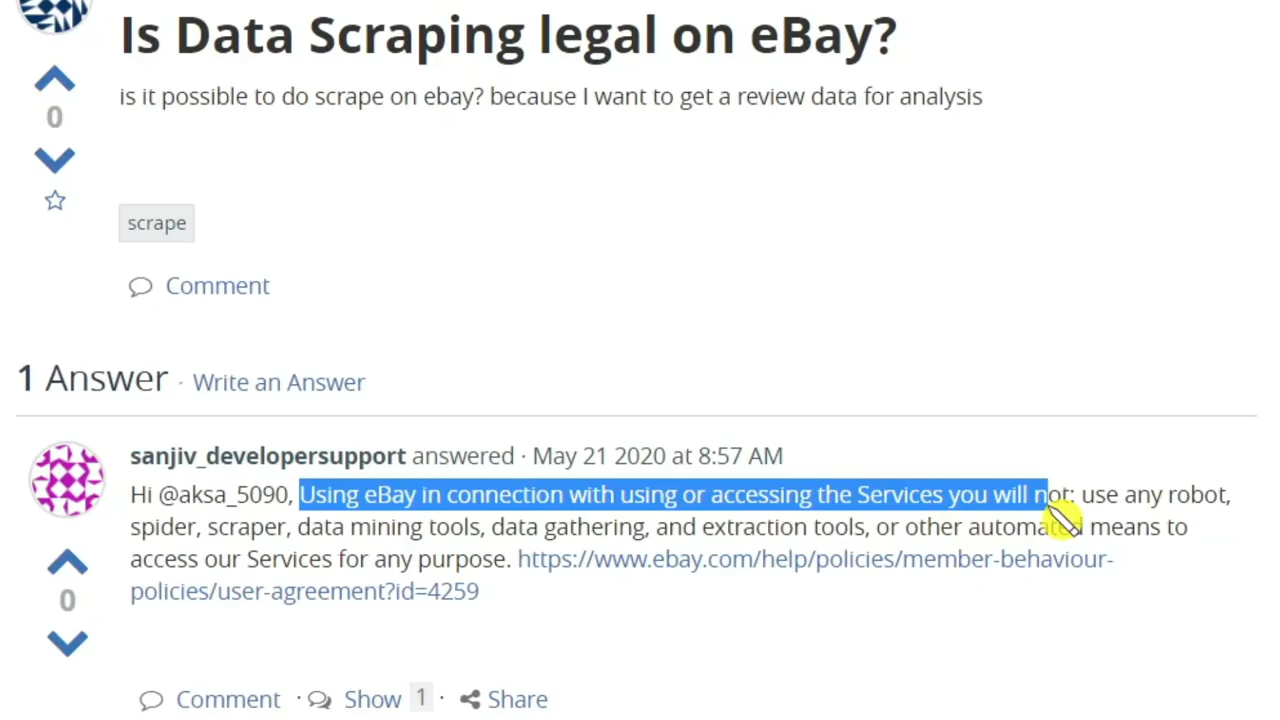 Is Data Scraping legal on eBay?
is it possible to do scrape on ebay? because I want to get a review data for analysis
0
scrape
Comment
1 Answer · Write an Answer
sanjiv_developersupport answered · May 21 2020 at 8:57 AM
Hi @aksa_5090, Using eBay in connection with using or accessing the Services you will not: use any robot,
spider, scraper, data mining tools, data gathering, and extraction tools, or other automated means to
access our Services for any purpose. https://www.ebay.com/help/policies/member-behaviour-
policies/user-agreement?id=4259
0
Comment · Show 1 · Share